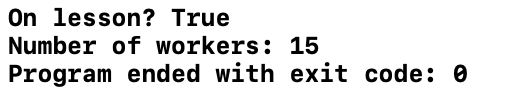 On lesson? True
Number of workers: 15
Program ended with exit code: 0